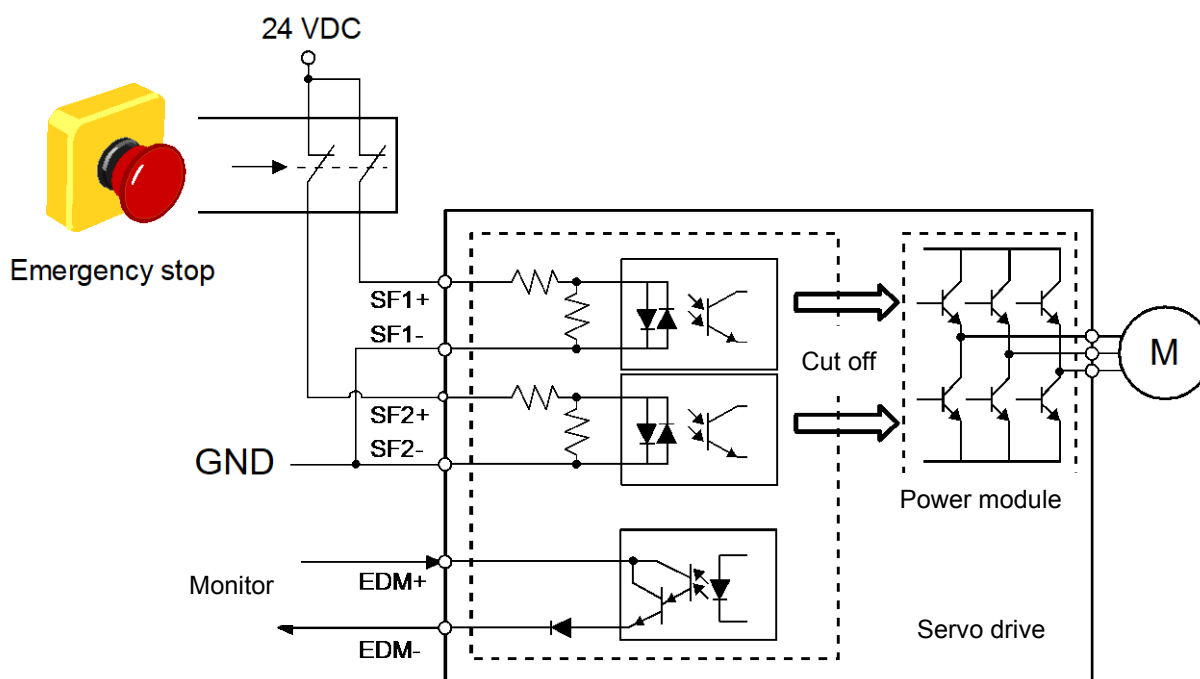 24 VDC
Emergency stop
SF1+
SF1-
Cut off
M
SF2+
SF2-
GND
Power module
Monitor
EDM+
EDM-
Servo drive